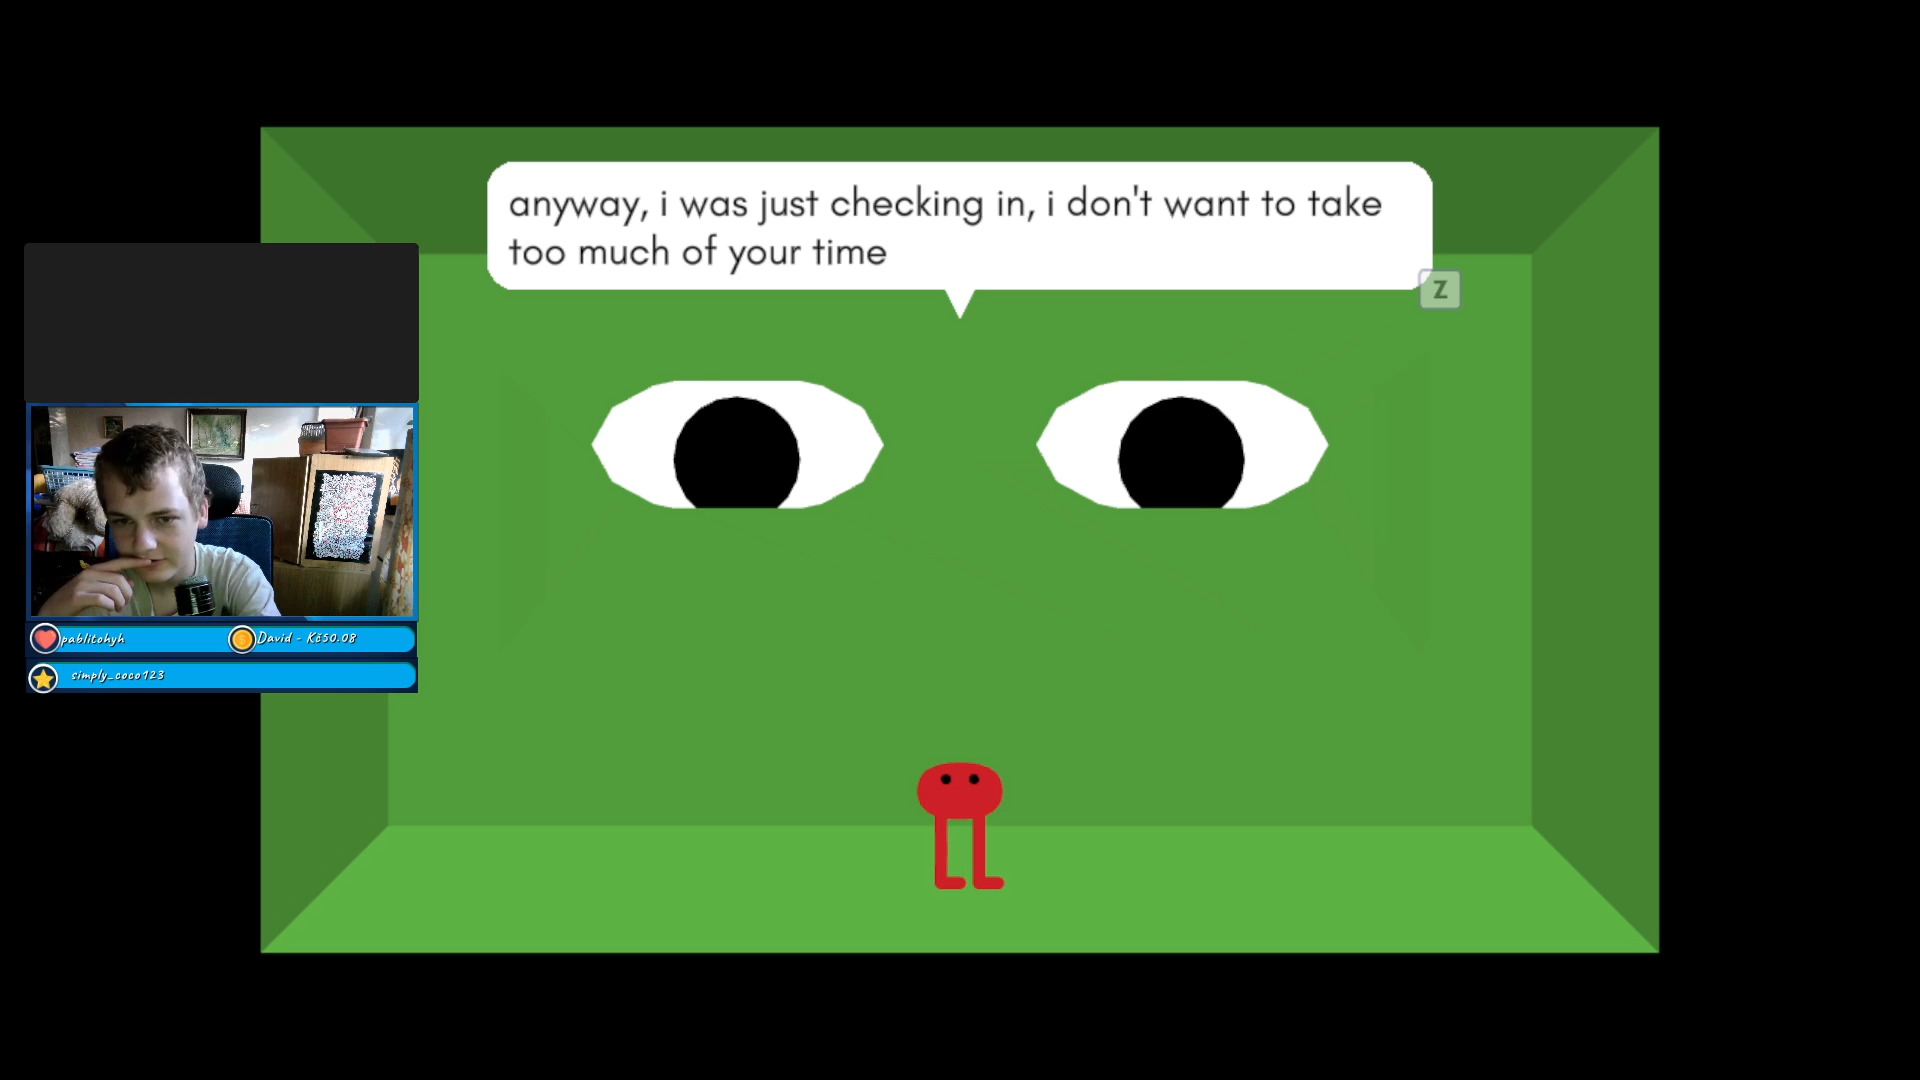 anyway, i was just checking in, i don't want to take
too much of your time
Z
pablitohyh
David - Kč50.08
simply_coco123